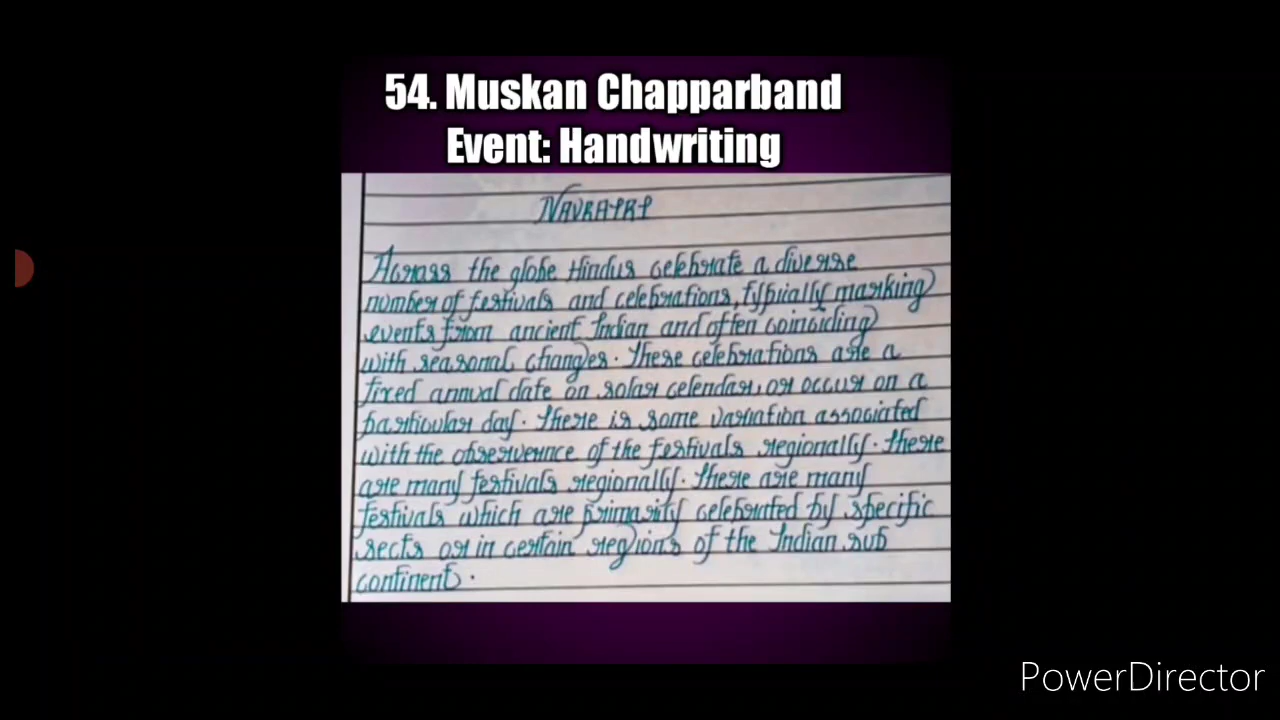 54. Muskan Chapparband
Event: Handwriting
NAVRATRI
Across the globe Hindus celebrate a diverse
number of festivals and celebrations, typically marking
events from ancient Indian and often coinciding
with seasonal changes. These celebrations are a
fixed annual date on solar celendar, or occur on a
particular day. There is some variation associated
with the observernce of the festivals regionally. There
are many festivals regionally. There are many
festivals which are primarily celebrated by specific
sects or in certain regions of the Indian sub
continent.
PowerDirector